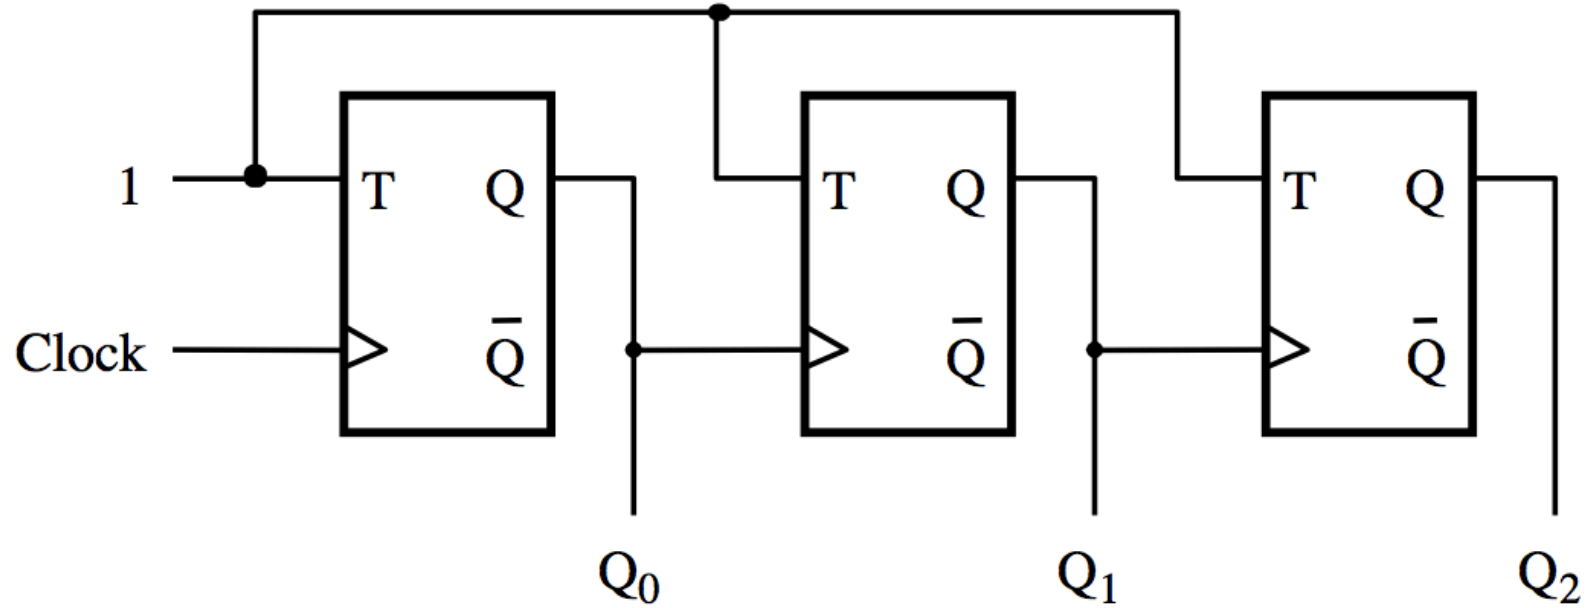 1 T Q T Q T Q
Clock Q̅ Q̅ Q̅
Q₀ Q₁ Q₂